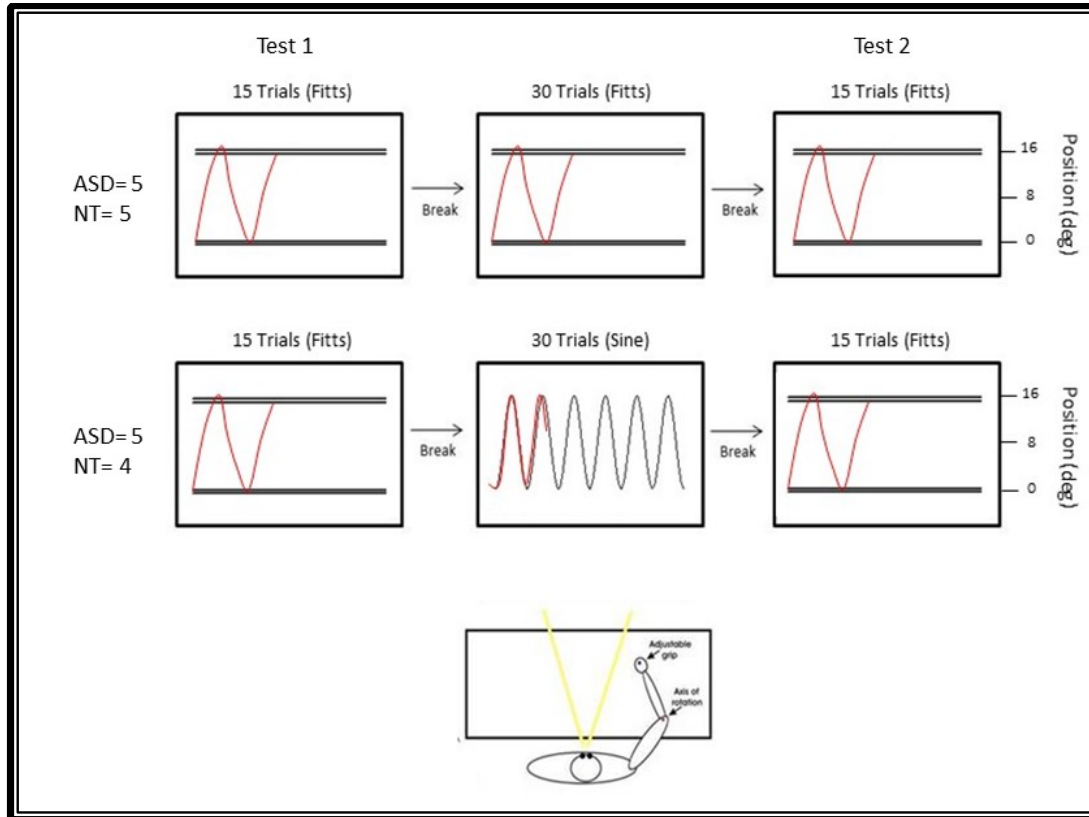 Test 1
Test 2
15 Trials (Fitts)
30 Trials (Fitts)
15 Trials (Fitts)
ASD= 5
NT= 5
Break
Break
16
8
0
Position (deg)
15 Trials (Fitts)
30 Trials (Sine)
15 Trials (Fitts)
ASD= 5
NT= 4
Break
Break
16
8
0
Position (deg)
Adjustable
grip
Axis of
rotation